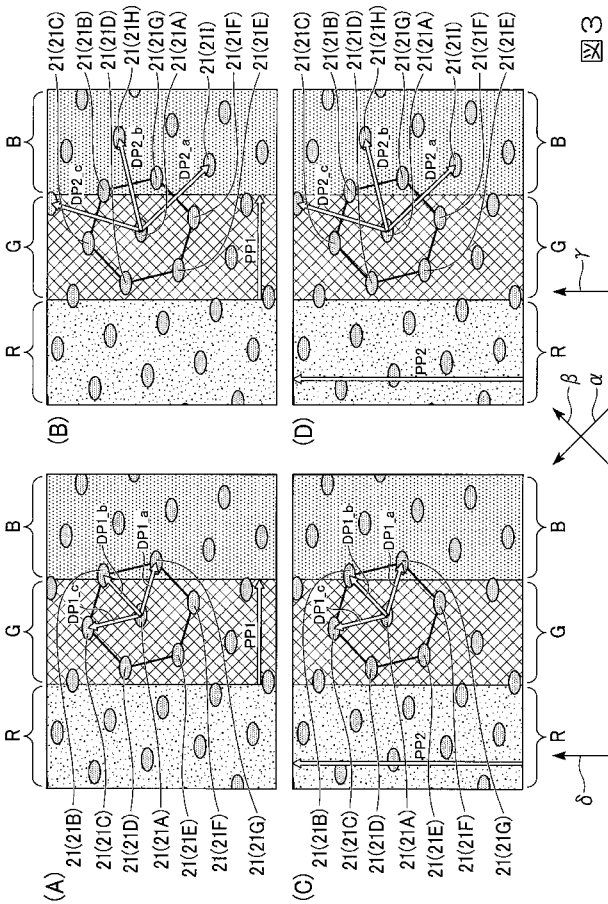 (A)
R
G
B
21(21B)
21(21C)
21(21D)
21(21A)
21(21E)
21(21F)
21(21G)
DP1_c
DP1_b
DP1_a
PP1
(B)
R
G
B
DP2_c
DP2_b
DP2_a
PP1
21(21C)
21(21B)
21(21D)
21(21H)
21(21G)
21(21A)
21(21I)
21(21F)
21(21E)
(C)
21(21B)
21(21C)
21(21D)
21(21A)
21(21E)
21(21F)
21(21G)
DP1_c
DP1_b
DP1_a
PP2
R
G
B
(D)
DP2_c
DP2_b
DP2_a
PP2
21(21C)
21(21B)
21(21D)
21(21H)
21(21G)
21(21A)
21(21I)
21(21F)
21(21E)
R
G
B
δ
β
α
γ
図3